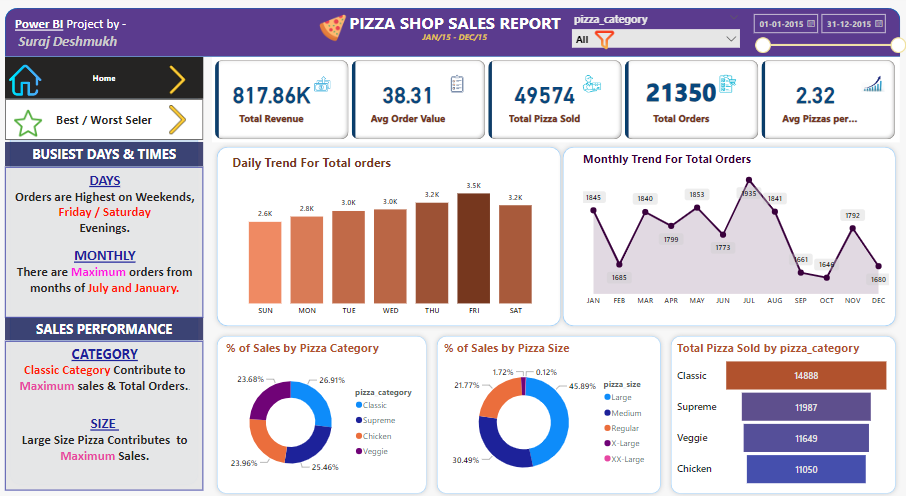 Power BI Project by -
Suraj Deshmukh
PIZZA SHOP SALES REPORT
JAN/15 - DEC/15
pizza_category
All
01-01-2015
31-12-2015
Home
Best / Worst Seler
817.86K
Total Revenue
38.31
Avg Order Value
49574
Total Pizza Sold
21350
Total Orders
2.32
Avg Pizzas per...
BUSIEST DAYS & TIMES
DAYS
Orders are Highest on Weekends,
Friday / Saturday
Evenings.
MONTHLY
There are Maximum orders from
months of July and January.
SALES PERFORMANCE
CATEGORY
Classic Category Contribute to
Maximum sales & Total Orders..
SIZE
Large Size Pizza Contributes to
Maximum Sales.
Daily Trend For Total orders
2.6K
2.8K
3.0K
3.0K
3.2K
3.5K
3.2K
SUN MON TUE WED THU FRI SAT
Monthly Trend For Total Orders
1845
1685
1840
1799
1853
1773
1935
1841
1661
1646
1792
1680
JAN FEB MAR APR MAY JUN JUL AUG SEP OCT NOV DEC
% of Sales by Pizza Category
23.68%
26.91%
23.96%
25.46%
pizza_category
Classic
Supreme
Chicken
Veggie
% of Sales by Pizza Size
1.72%
0.12%
21.77%
45.89%
30.49%
pizza size
Large
Medium
Regular
X-Large
XX-Large
Total Pizza Sold by pizza_category
Classic 14888
Supreme 11987
Veggie 11649
Chicken 11050